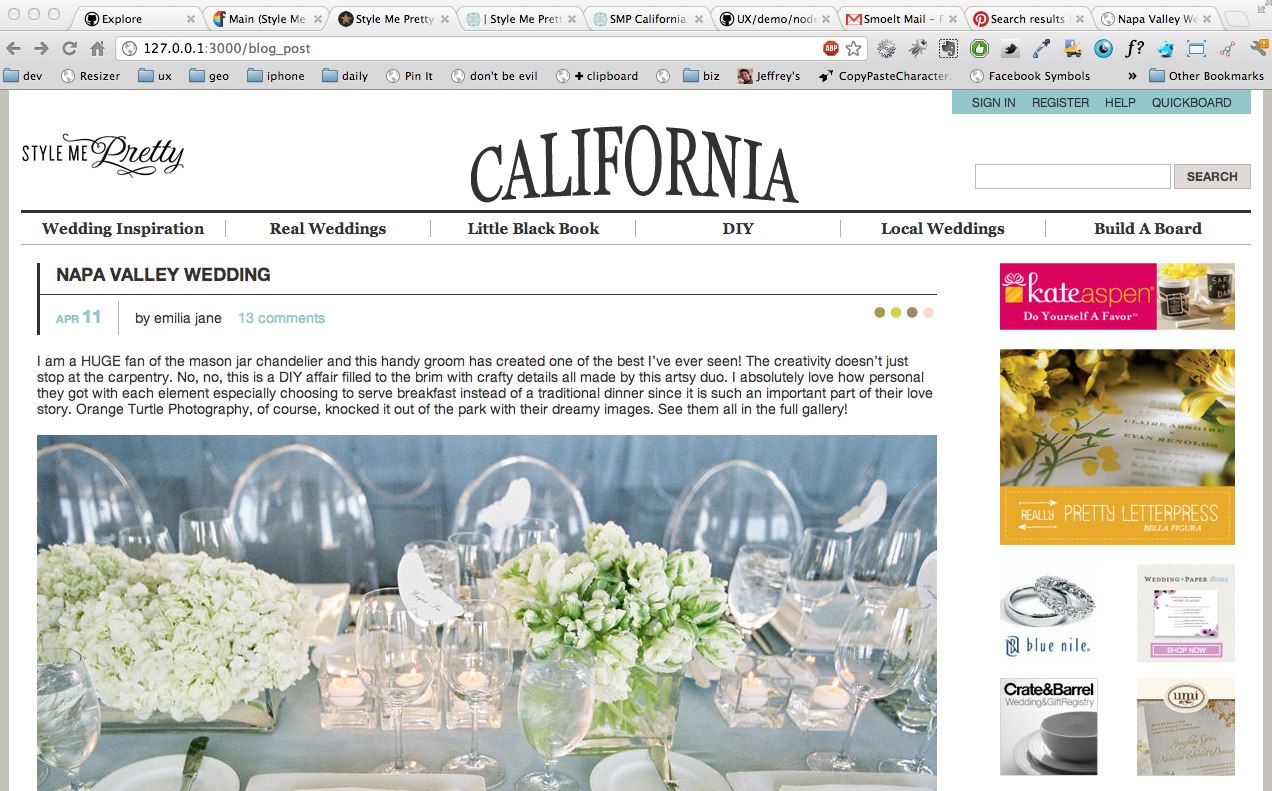 Explore
Main (Style Me
Style Me Pretty
| Style Me Prett
SMP California
UX/demo/node
Smoelt Mail –
Search results
Napa Valley We
127.0.0.1:3000/blog_post
ABP
f?
dev
Resizer
ux
geo
iphone
daily
Pin It
don't be evil
+ clipboard
biz
Jeffrey's
CopyPasteCharacter.
Facebook Symbols
»
Other Bookmarks
SIGN IN REGISTER HELP QUICKBOARD
STYLE ME Pretty
CALIFORNIA
SEARCH
Wedding Inspiration
Real Weddings
Little Black Book
DIY
Local Weddings
Build A Board
NAPA VALLEY WEDDING
APR 11
by emilia jane
13 comments
I am a HUGE fan of the mason jar chandelier and this handy groom has created one of the best I've ever seen! The creativity doesn't just
stop at the carpentry. No, no, this is a DIY affair filled to the brim with crafty details all made by this artsy duo. I absolutely love how personal
they got with each element especially choosing to serve breakfast instead of a traditional dinner since it is such an important part of their love
story. Orange Turtle Photography, of course, knocked it out of the park with their dreamy images. See them all in the full gallery!
kateaspen®
Do Yourself A Favor™
CLAIRE ABSHIRE
RYAN RENOLDS
REALLY PRETTY LETTERPRESS
BELLA FIGURA
blue nile.
WEDDING PAPER divas
SHOP NOW
Crate&Barrel
Wedding&GiftRegistry
umi